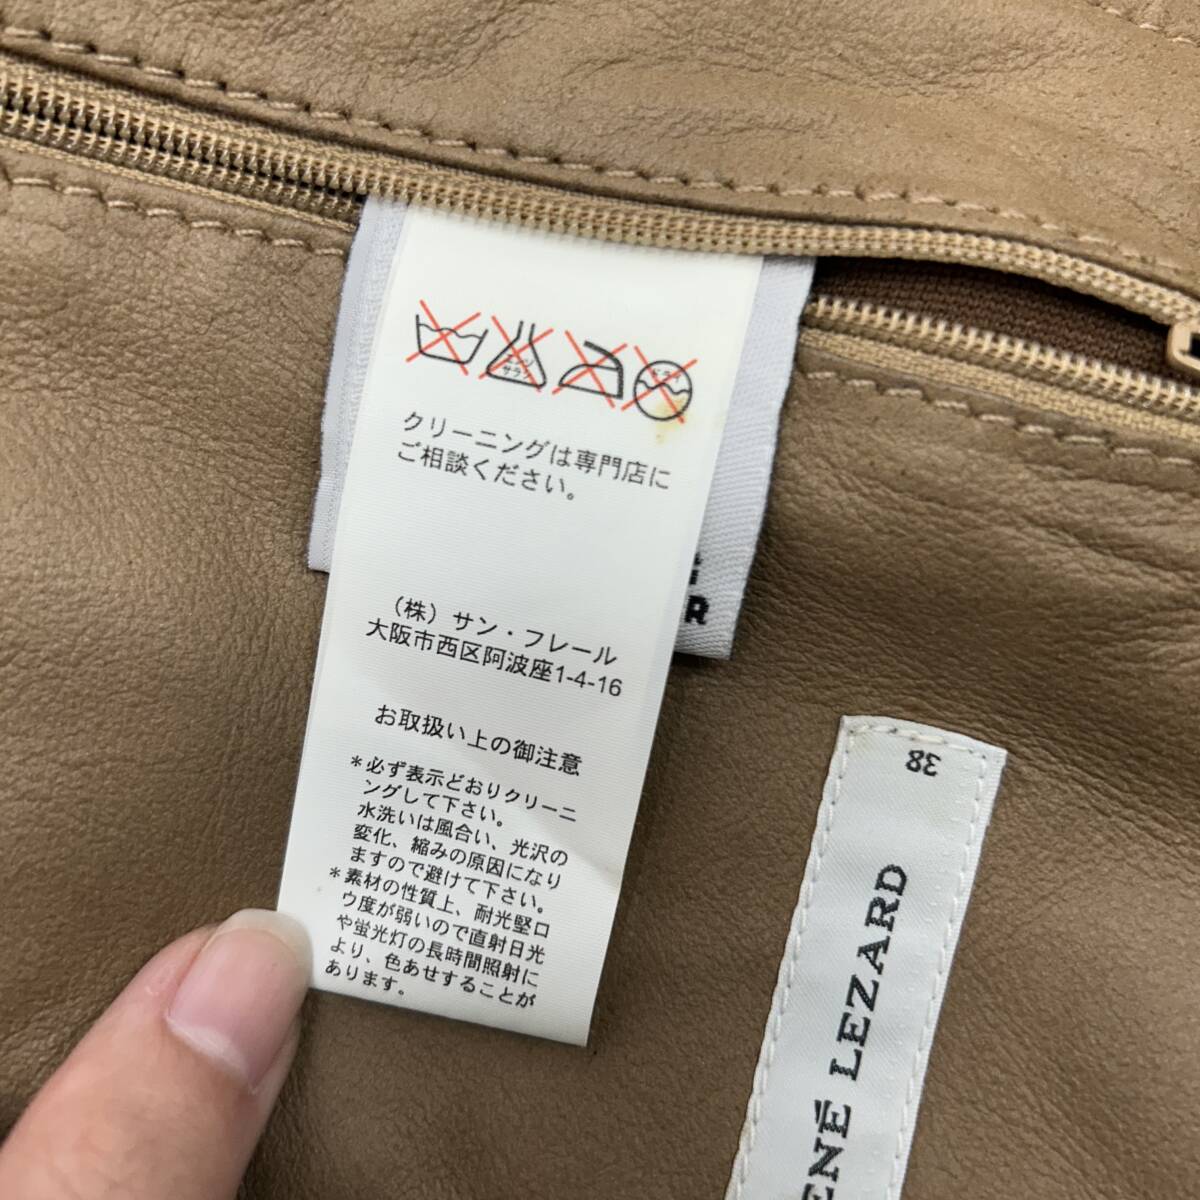 ドライ
クリーニングは専門店に
ご相談ください。
(株) サン・フレール
大阪市西区阿波座1-4-16
お取扱い上の御注意
*必ず表示どおりクリーニ
ングして下さい。
水洗いは風合い、光沢の
変化、縮みの原因になり
ますので避けて下さい。
*素材の性質上、耐光堅ロ
ウ度が弱いので直射日光
や蛍光灯の長時間照射に
より、色あせすることが
あります。
R
38
ENÉ LEZARD